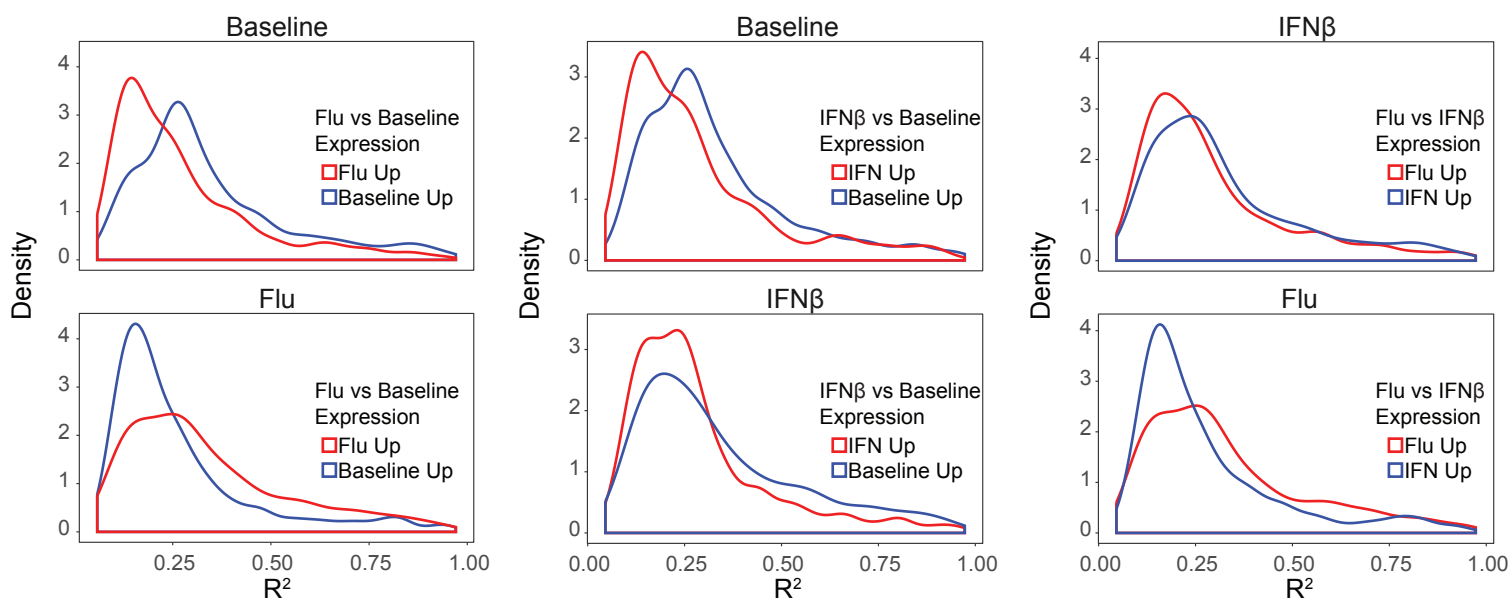 Baseline
4
3
2
1
0
Flu vs Baseline
Expression
Flu Up
Baseline Up
Density
Flu
4
3
2
1
0
Flu vs Baseline
Expression
Flu Up
Baseline Up
0.25
0.50
0.75
1.00
R²
Baseline
3
2
1
0
IFNβ vs Baseline
Expression
IFN Up
Baseline Up
Density
IFNβ
3
2
1
0
IFNβ vs Baseline
Expression
IFN Up
Baseline Up
0.00
0.25
0.50
0.75
1.00
R²
IFNβ
4
3
2
1
0
Flu vs IFNβ
Expression
Flu Up
IFN Up
Density
Flu
4
3
2
1
0
Flu vs IFNβ
Expression
Flu Up
IFN Up
0.00
0.25
0.50
0.75
1.00
R²